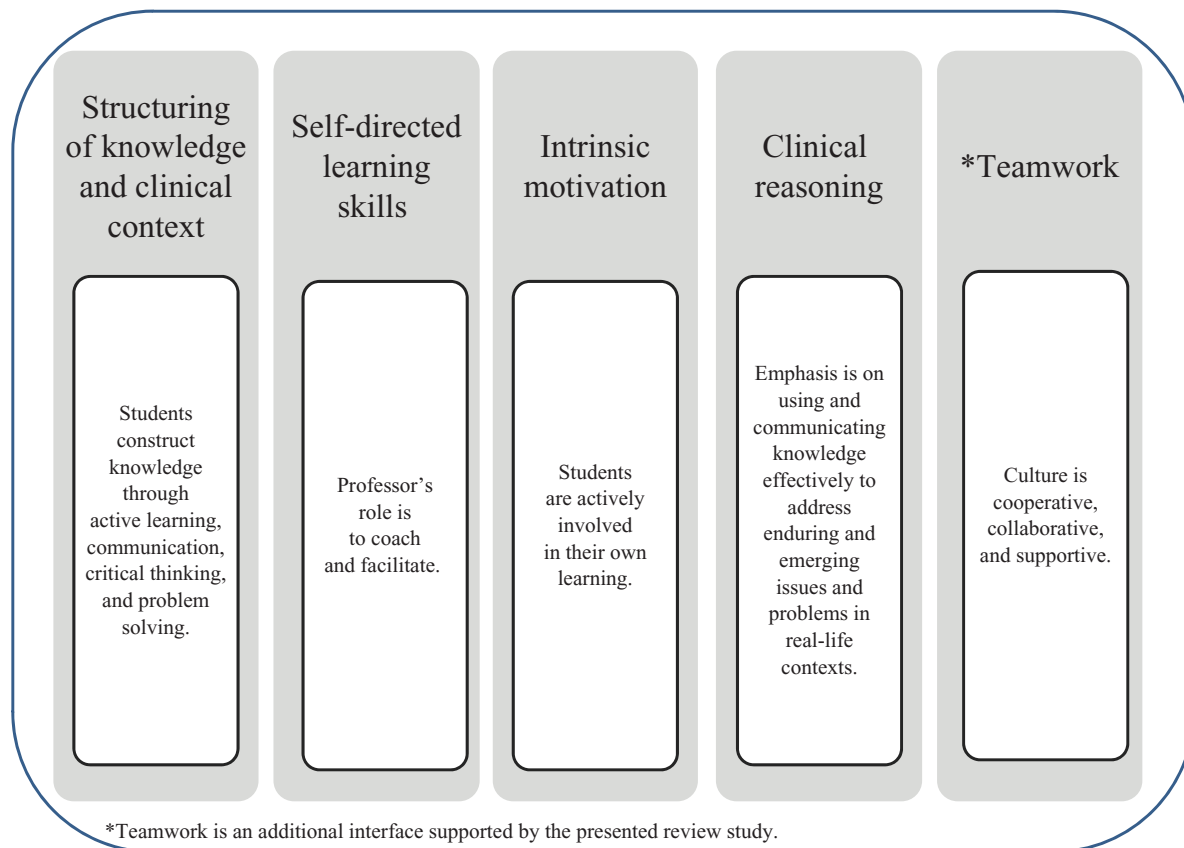 Structuring
of knowledge
and clinical
context
Students
construct
knowledge
through
active learning,
communication,
critical thinking,
and problem
solving.
Self-directed
learning
skills
Professor’s
role is
to coach
and facilitate.
Intrinsic
motivation
Students
are actively
involved
in their own
learning.
Clinical
reasoning
Emphasis is on
using and
communicating
knowledge
effectively to
address
enduring and
emerging
issues and
problems in
real-life
contexts.
*Teamwork
Culture is
cooperative,
collaborative,
and supportive.
*Teamwork is an additional interface supported by the presented review study.